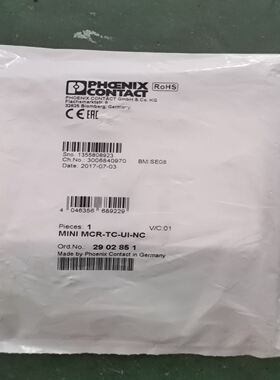 PHOENIX
CONTACT
RoHS
PHOENIX CONTACT GmbH & Co. KG
Flachsmarktstr. 8
32825 Blomberg, Germany
CE EAC
Sno.: 1355808923
Ch.No.: 3006840970 BMI:SE08
Date: 2017-07-03
4 046356 689229
Pieces: 1 V/C.01
MINI MCR-TC-UI-NC
Ord.No.: 29 02 85 1
Made by Phoenix Contact in Germany